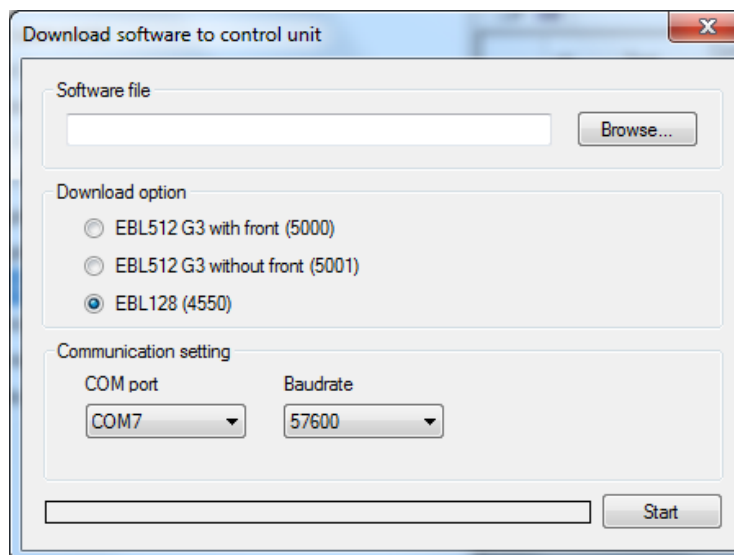 Download software to control unit
Software file
Browse...
Download option
EBL512 G3 with front (5000)
EBL512 G3 without front (5001)
EBL128 (4550)
Communication setting
COM port Baudrate
COM7 57600
Start